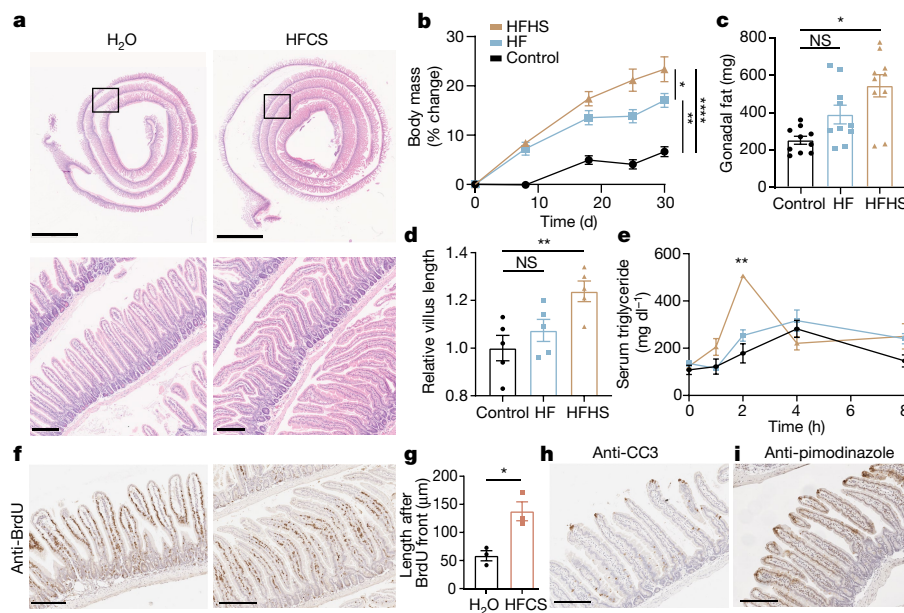 a
H2O
HFCS
b
HFHS
HF
Control
Body mass
(% change)
30
20
10
0
0
10
20
30
Time (d)
*
**
****
c
*
NS
Gonadal fat (mg)
800
600
400
200
0
Control HF HFHS
d
**
NS
Relative villus length
1.4
1.2
1.0
0.8
Control HF HFHS
e
**
Serum triglyceride
(mg dl–1)
600
400
200
0
0
2
4
6
8
Time (h)
f
Anti-BrdU
g
*
Length after
BrdU front (μm)
200
150
100
50
0
H2O HFCS
h
Anti-CC3
i
Anti-pimodinazole